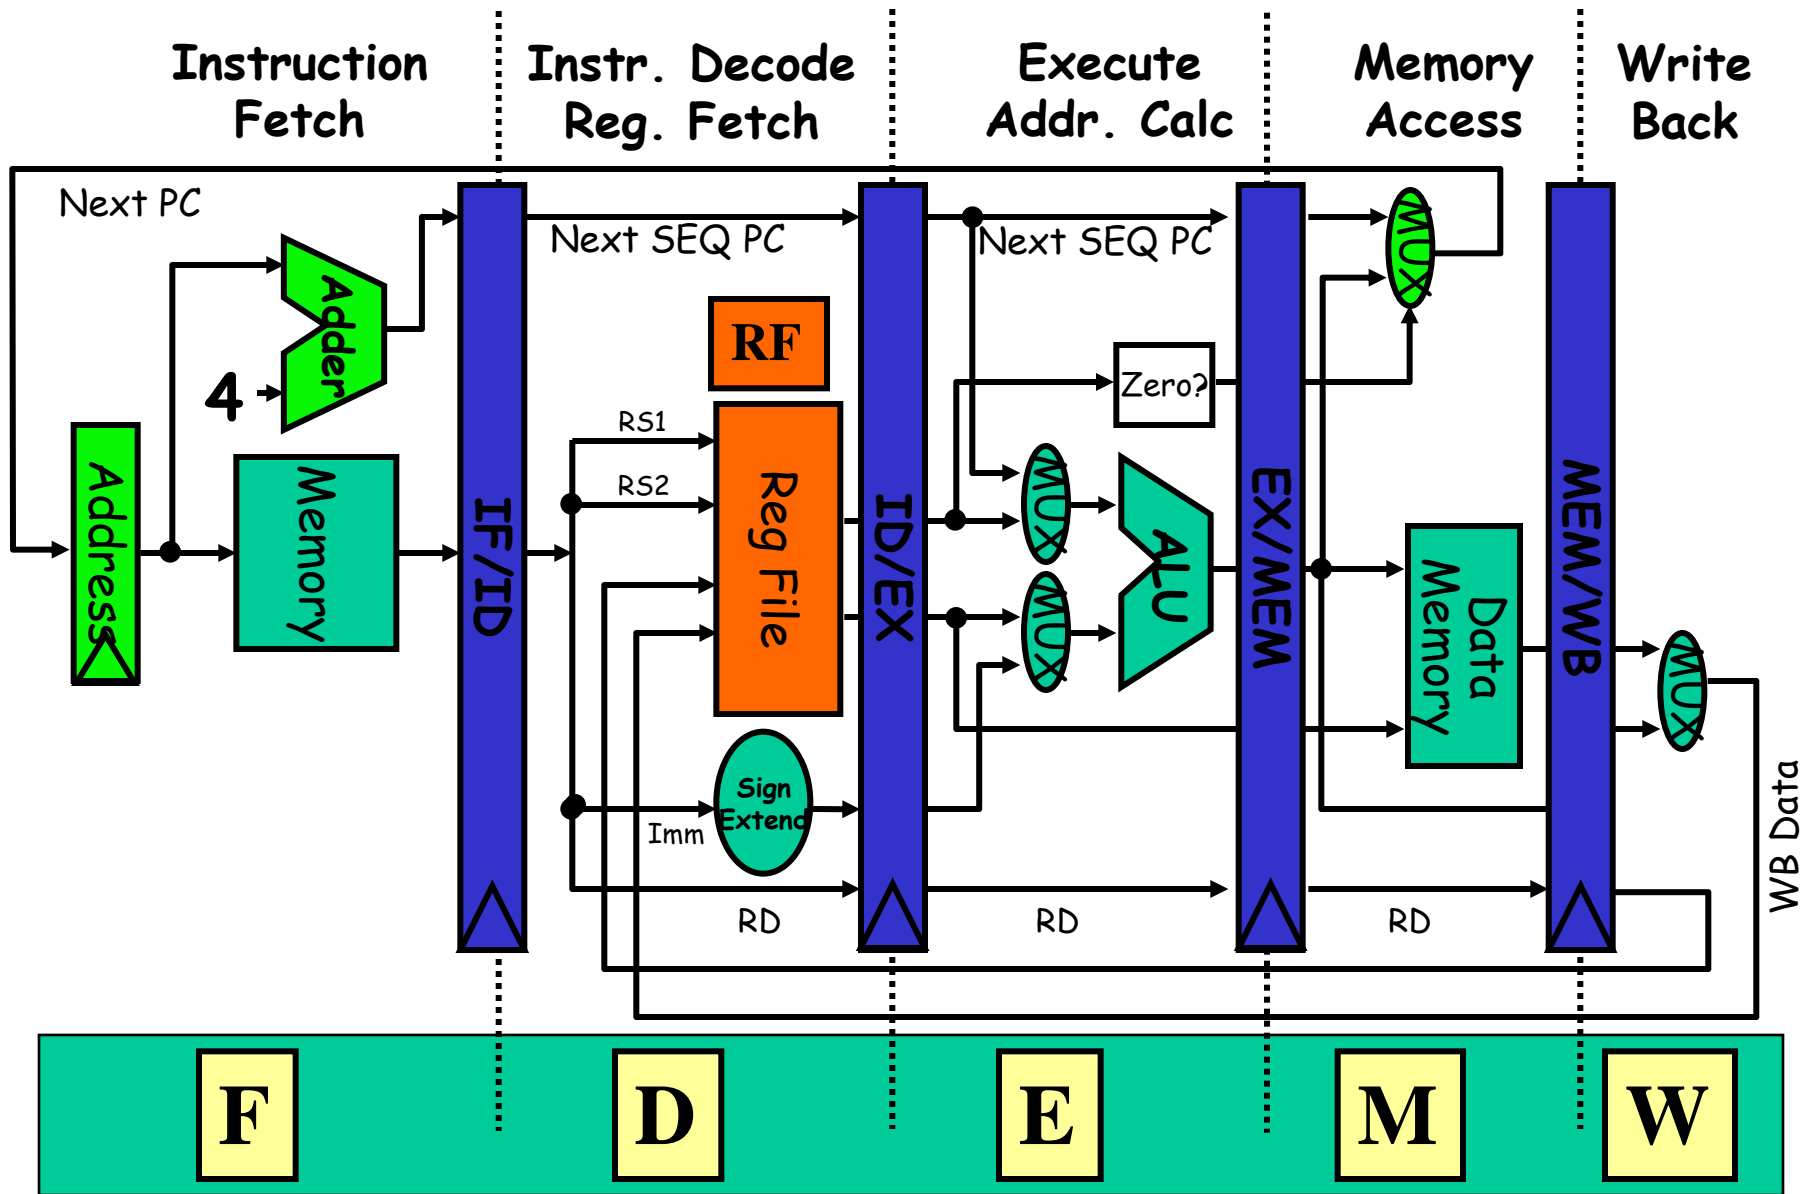 Instruction
Fetch
Instr. Decode
Reg. Fetch
Execute
Addr. Calc
Memory
Access
Write
Back
Next PC
Next SEQ PC
Next SEQ PC
MUX
Adder
4
RF
Zero?
RS1
RS2
Address
Memory
IF/ID
Reg File
ID/EX
MUX
MUX
ALU
EX/MEM
Data
Memory
MEM/WB
MUX
Sign
Extend
Imm
WB Data
RD
RD
RD
F
D
E
M
W